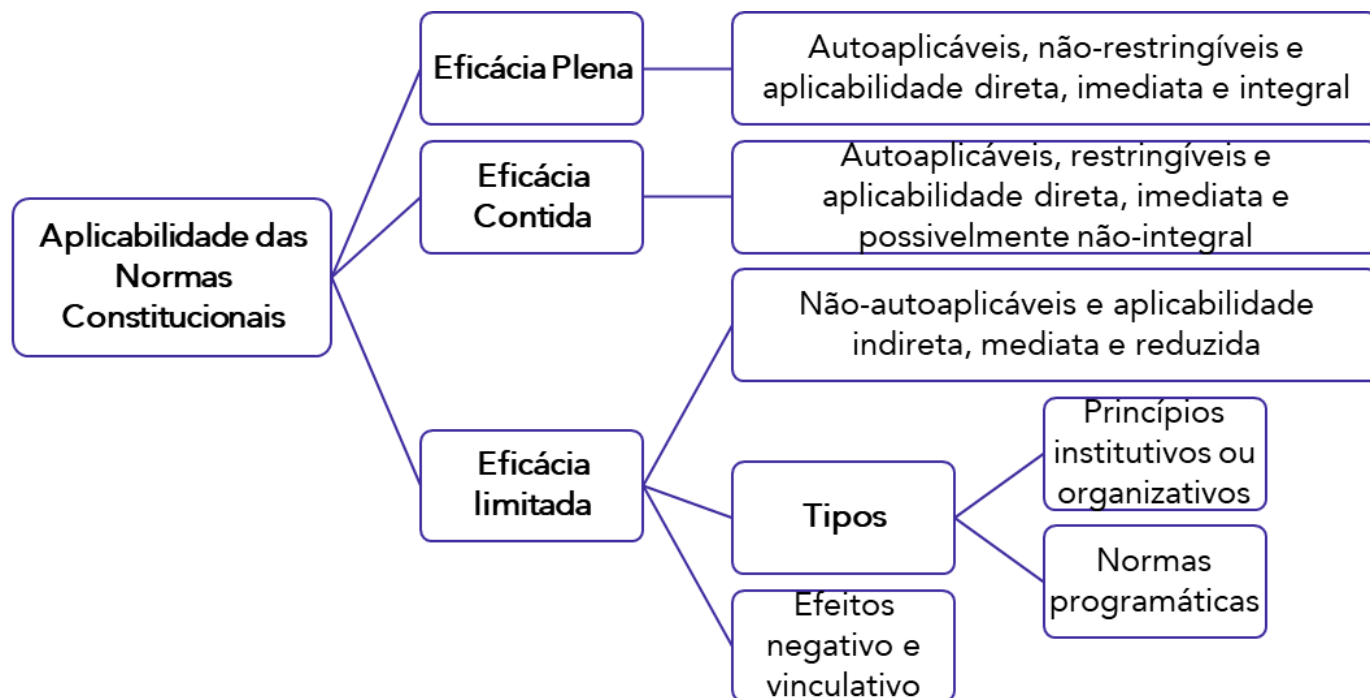 Aplicabilidade das
Normas
Constitucionais
Eficácia Plena
Autoaplicáveis, não-restringíveis e
aplicabilidade direta, imediata e integral
Eficácia
Contida
Autoaplicáveis, restringíveis e
aplicabilidade direta, imediata e
possivelmente não-integral
Eficácia
limitada
Não-autoaplicáveis e aplicabilidade
indireta, mediata e reduzida
Tipos
Princípios
institutivos ou
organizativos
Normas
programáticas
Efeitos
negativo e
vinculativo